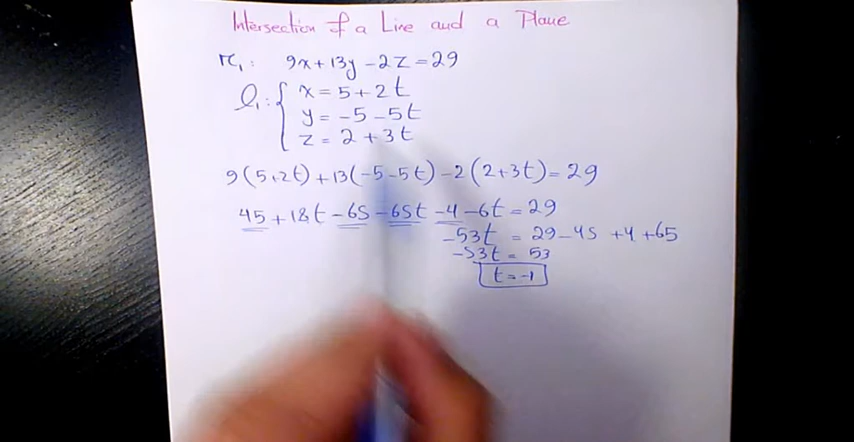 Intersection of a Line and a Plane
π₁: 9x+13y-2z=29
l₁: { x = 5+2t
y = -5-5t
z = 2+3t
9(5+2t)+13(-5-5t)-2(2+3t)=29
45+18t-65-65t-4-6t=29
-53t = 29-45+4+65
-53t = 53
t=-1